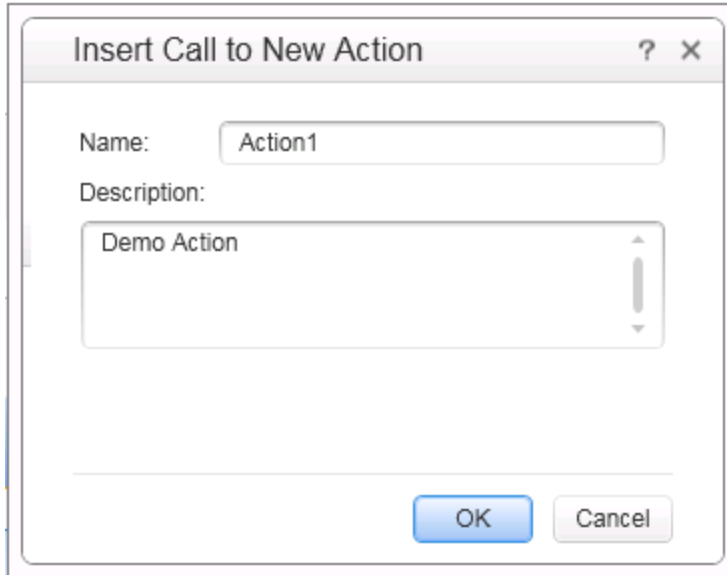 Insert Call to New Action ? ×
Name: Action1
Description:
Demo Action
OK Cancel